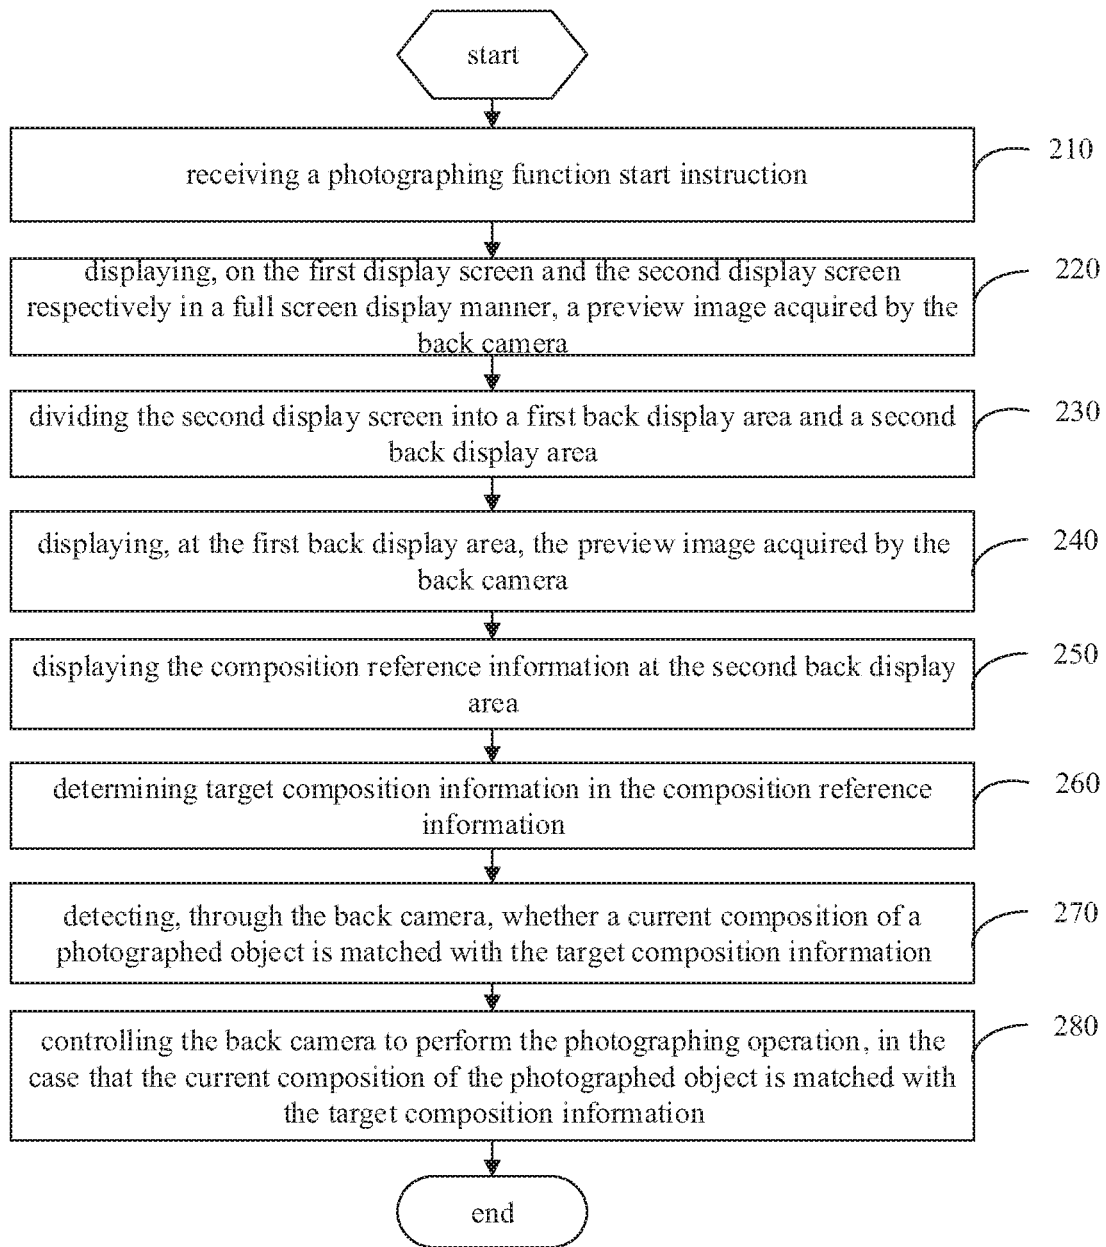 start
receiving a photographing function start instruction
210
displaying, on the first display screen and the second display screen
respectively in a full screen display manner, a preview image acquired by the
back camera
220
dividing the second display screen into a first back display area and a second
back display area
230
displaying, at the first back display area, the preview image acquired by the
back camera
240
displaying the composition reference information at the second back display
area
250
determining target composition information in the composition reference
information
260
detecting, through the back camera, whether a current composition of a
photographed object is matched with the target composition information
270
controlling the back camera to perform the photographing operation, in the
case that the current composition of the photographed object is matched with
the target composition information
280
end